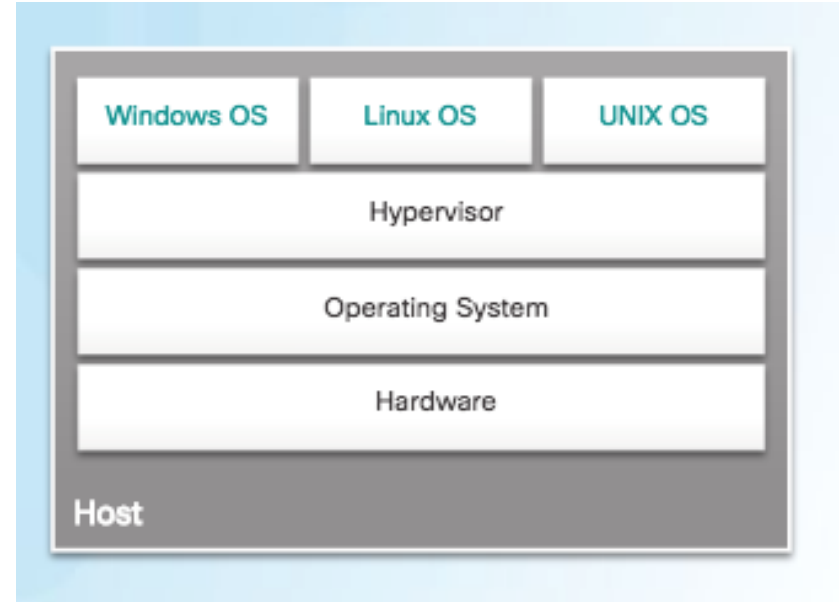 Windows OS Linux OS UNIX OS
Hypervisor
Operating System
Hardware
Host